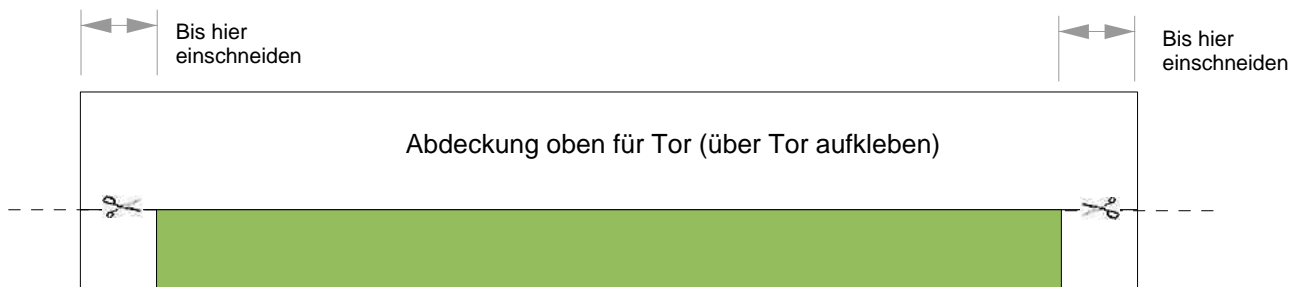 Bis hier
einschneiden
Bis hier
einschneiden
Abdeckung oben für Tor (über Tor aufkleben)